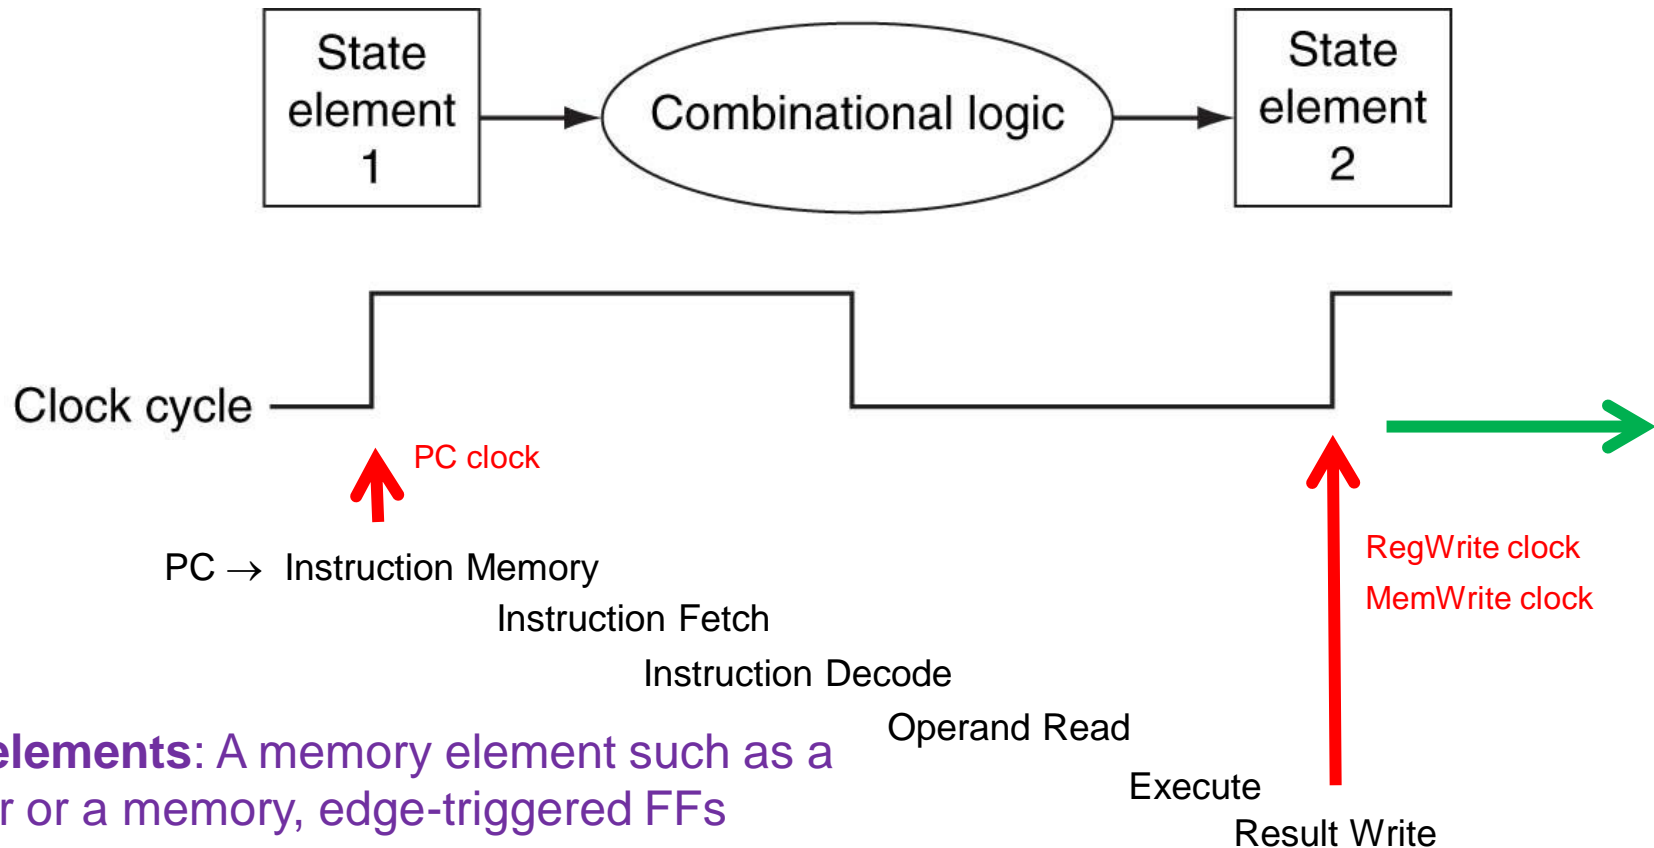 State
element
1
Combinational logic
State
element
2
Clock cycle
PC clock
PC → Instruction Memory
RegWrite clock
MemWrite clock
Instruction Fetch
Instruction Decode
Operand Read
elements: A memory element such as a
r or a memory, edge-triggered FFs
Execute
Result Write